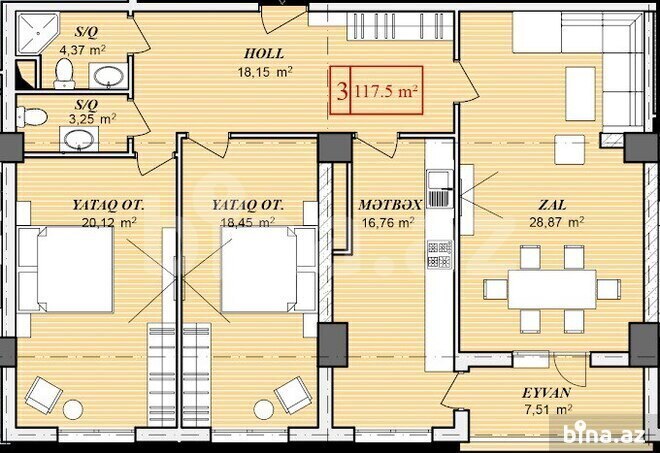 S/Q
4,37 m²
HOLL
18,15 m²
3 117.5 m²
S/Q
3,25 m²
YATAQ OT.
20,12 m²
YATAQ OT.
18,45 m²
MƏTBƏX
16,76 m²
ZAL
28,87 m²
EYVAN
7,51 m²
bina.az
bina.az